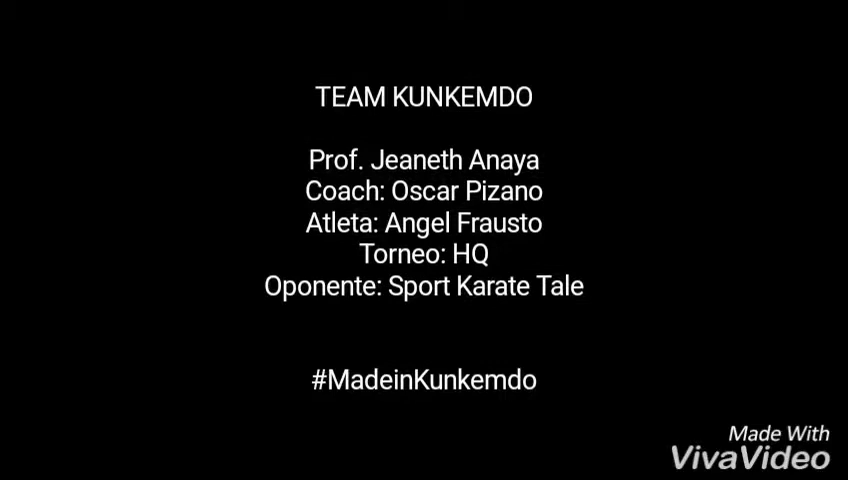 TEAM KUNKEMDO
Prof. Jeaneth Anaya
Coach: Oscar Pizano
Atleta: Angel Frausto
Torneo: HQ
Oponente: Sport Karate Tale
#MadeinKunkemdo
Made With
VivaVideo